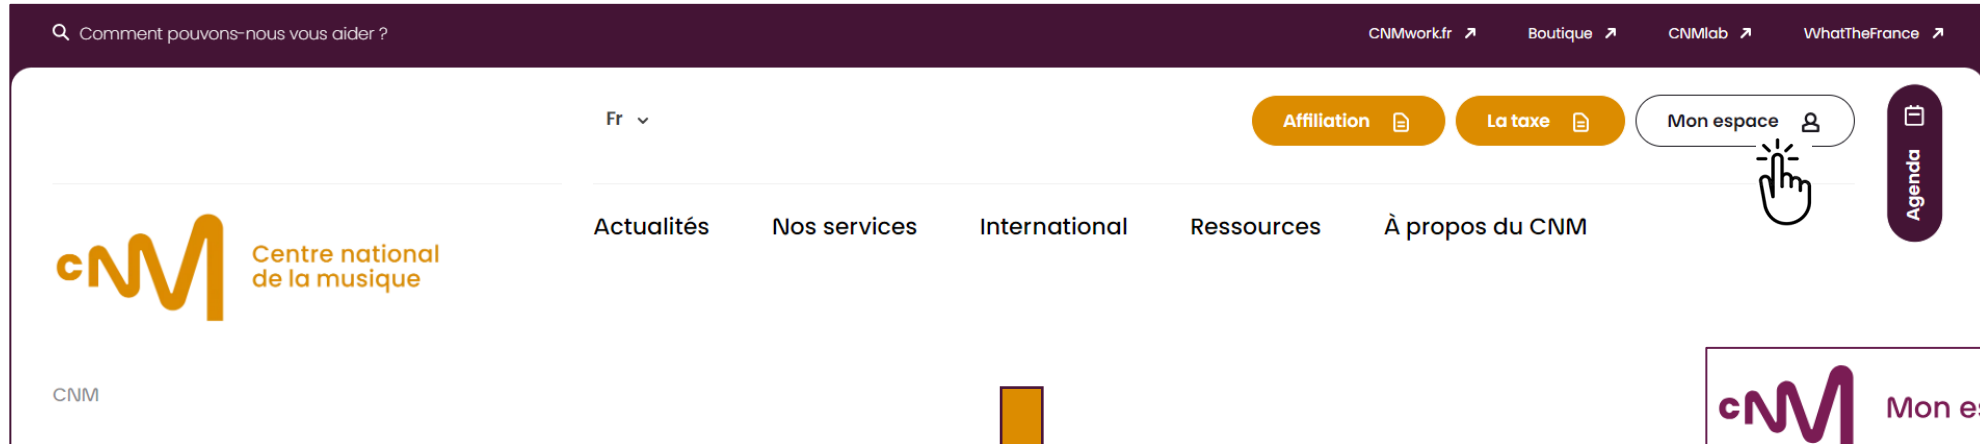 Comment pouvons-nous vous aider ?
CNMwork.fr
Boutique
CNMlab
WhatTheFrance
Fr
Affiliation
La taxe
Mon espace
Agenda
Actualités
Nos services
International
Ressources
À propos du CNM
CNM
Centre national
de la musique
CNM
CNM
Mon